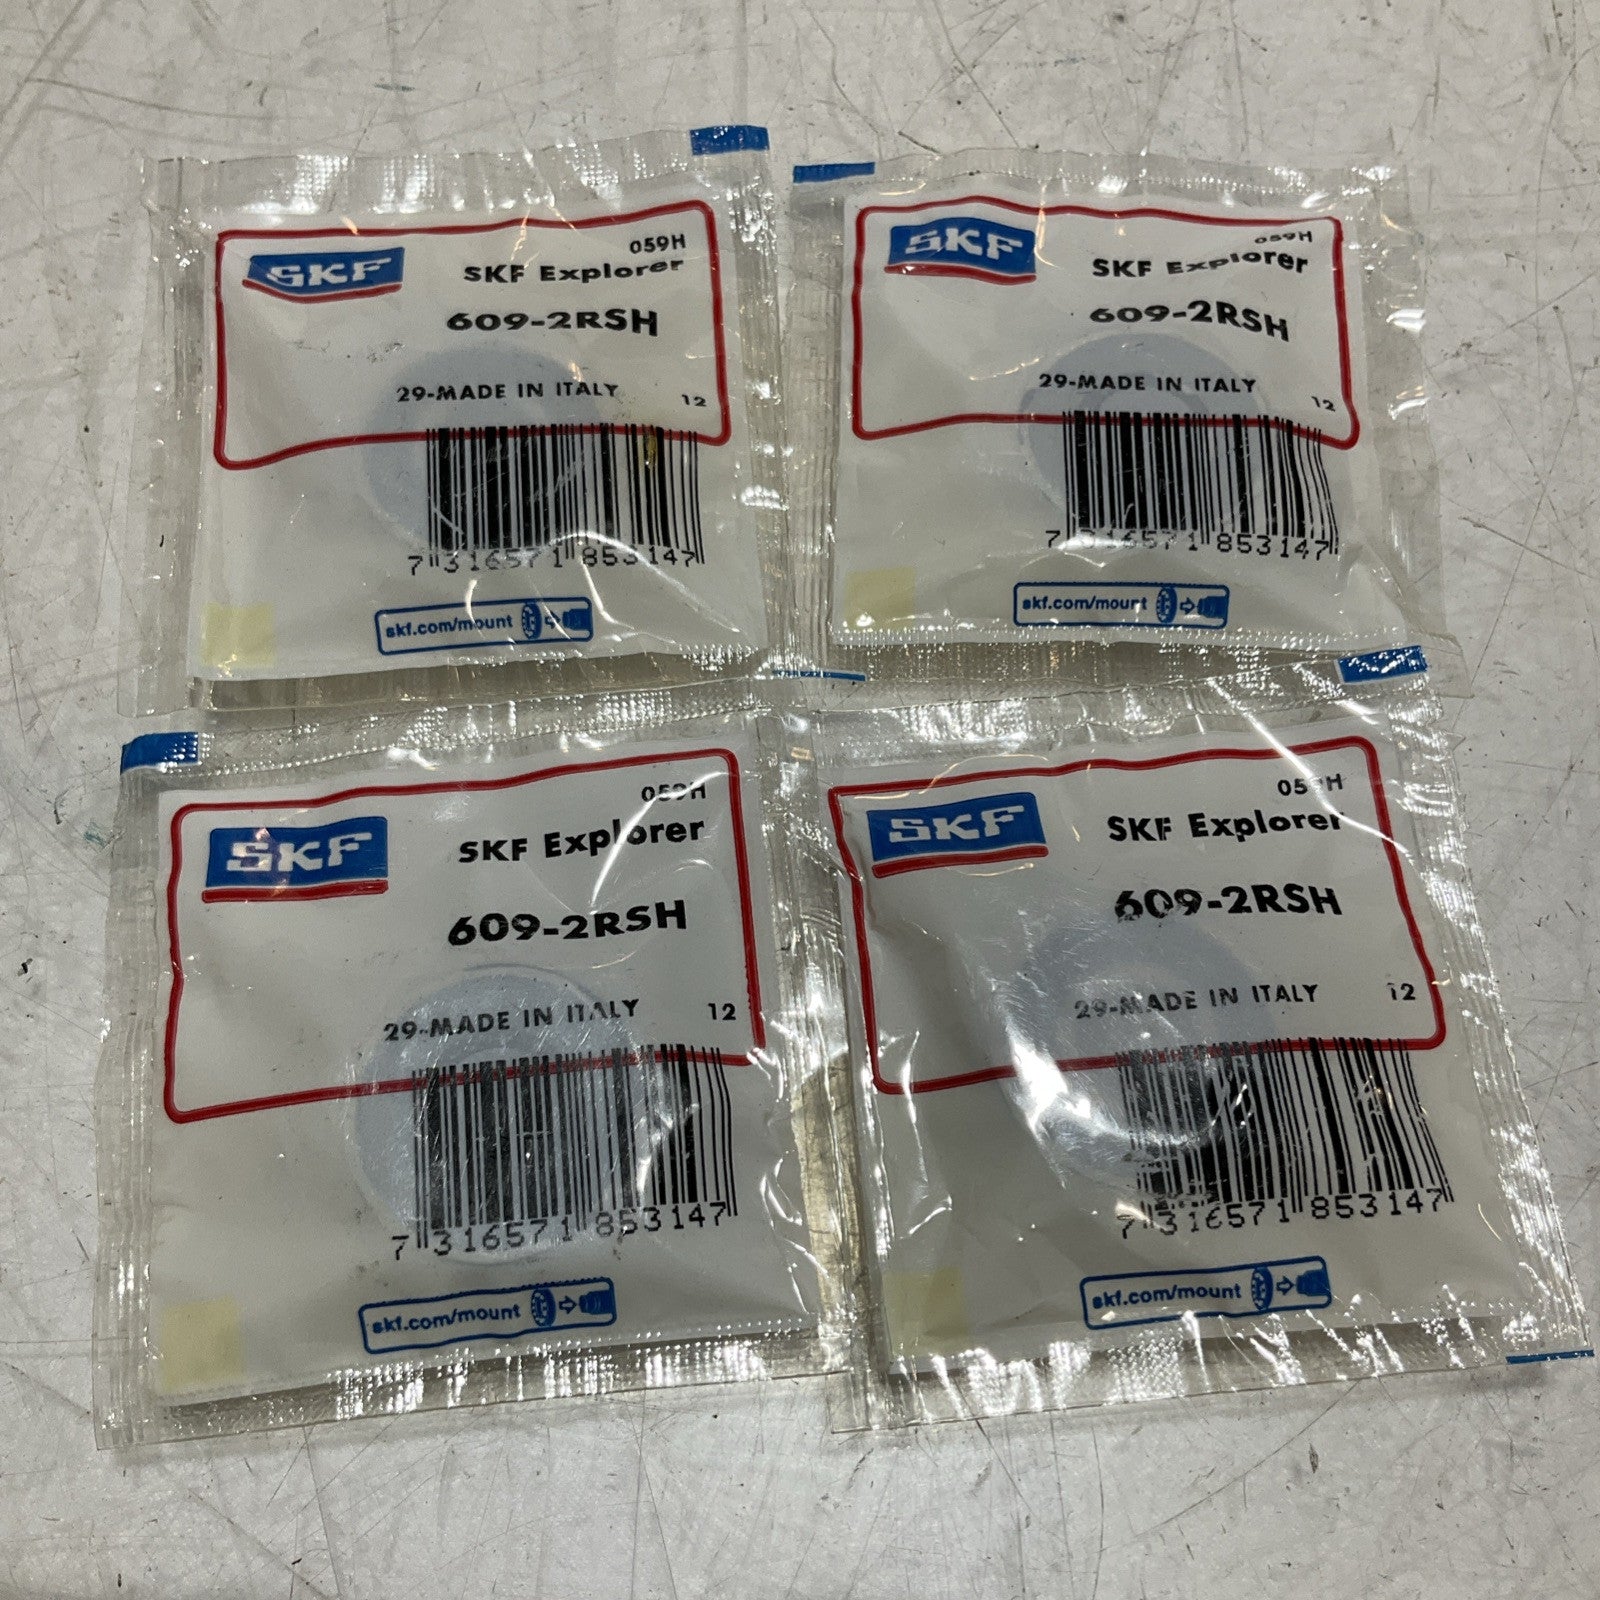 059H
SKF
SKF Explorer
609-2RSH
29-MADE IN ITALY
12
7 316571 853147
skf.com/mount
059H
SKF
SKF Explorer
609-2RSH
29-MADE IN ITALY
12
7 316571 853147
skf.com/mount
059H
SKF
SKF Explorer
609-2RSH
29-MADE IN ITALY
12
7 316571 853147
skf.com/mount
059H
SKF
SKF Explorer
609-2RSH
29-MADE IN ITALY
12
7 316571 853147
skf.com/mount